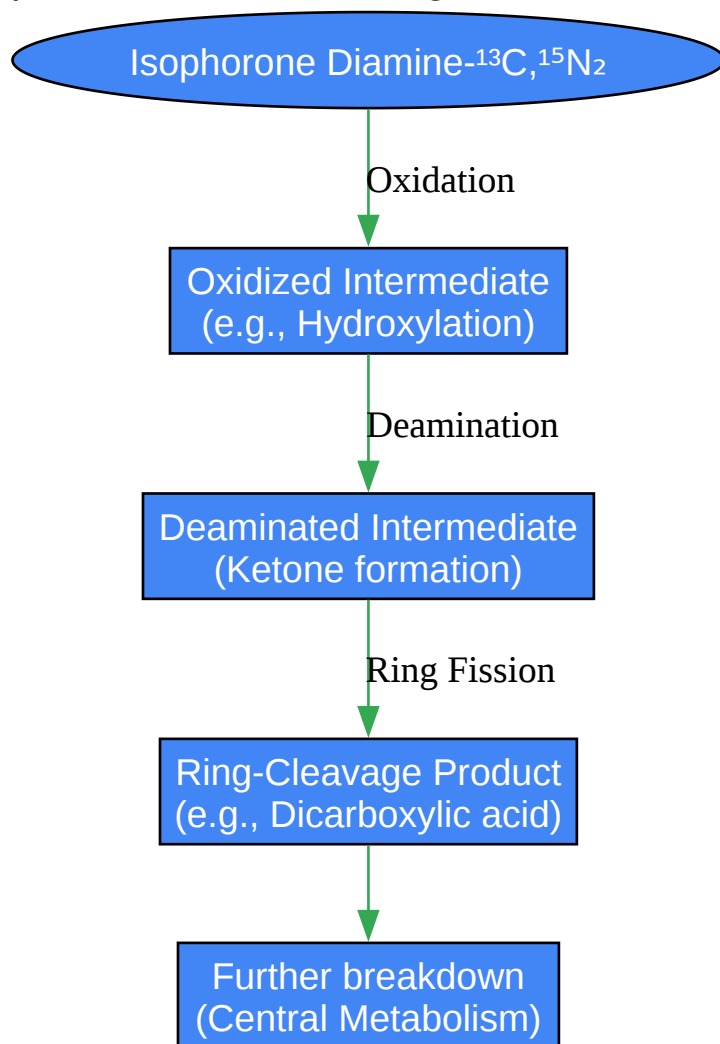 Isophorone Diamine-¹³C,¹⁵N₂
Oxidation
Oxidized Intermediate
(e.g., Hydroxylation)
Deamination
Deaminated Intermediate
(Ketone formation)
Ring Fission
Ring-Cleavage Product
(e.g., Dicarboxylic acid)
Further breakdown
(Central Metabolism)